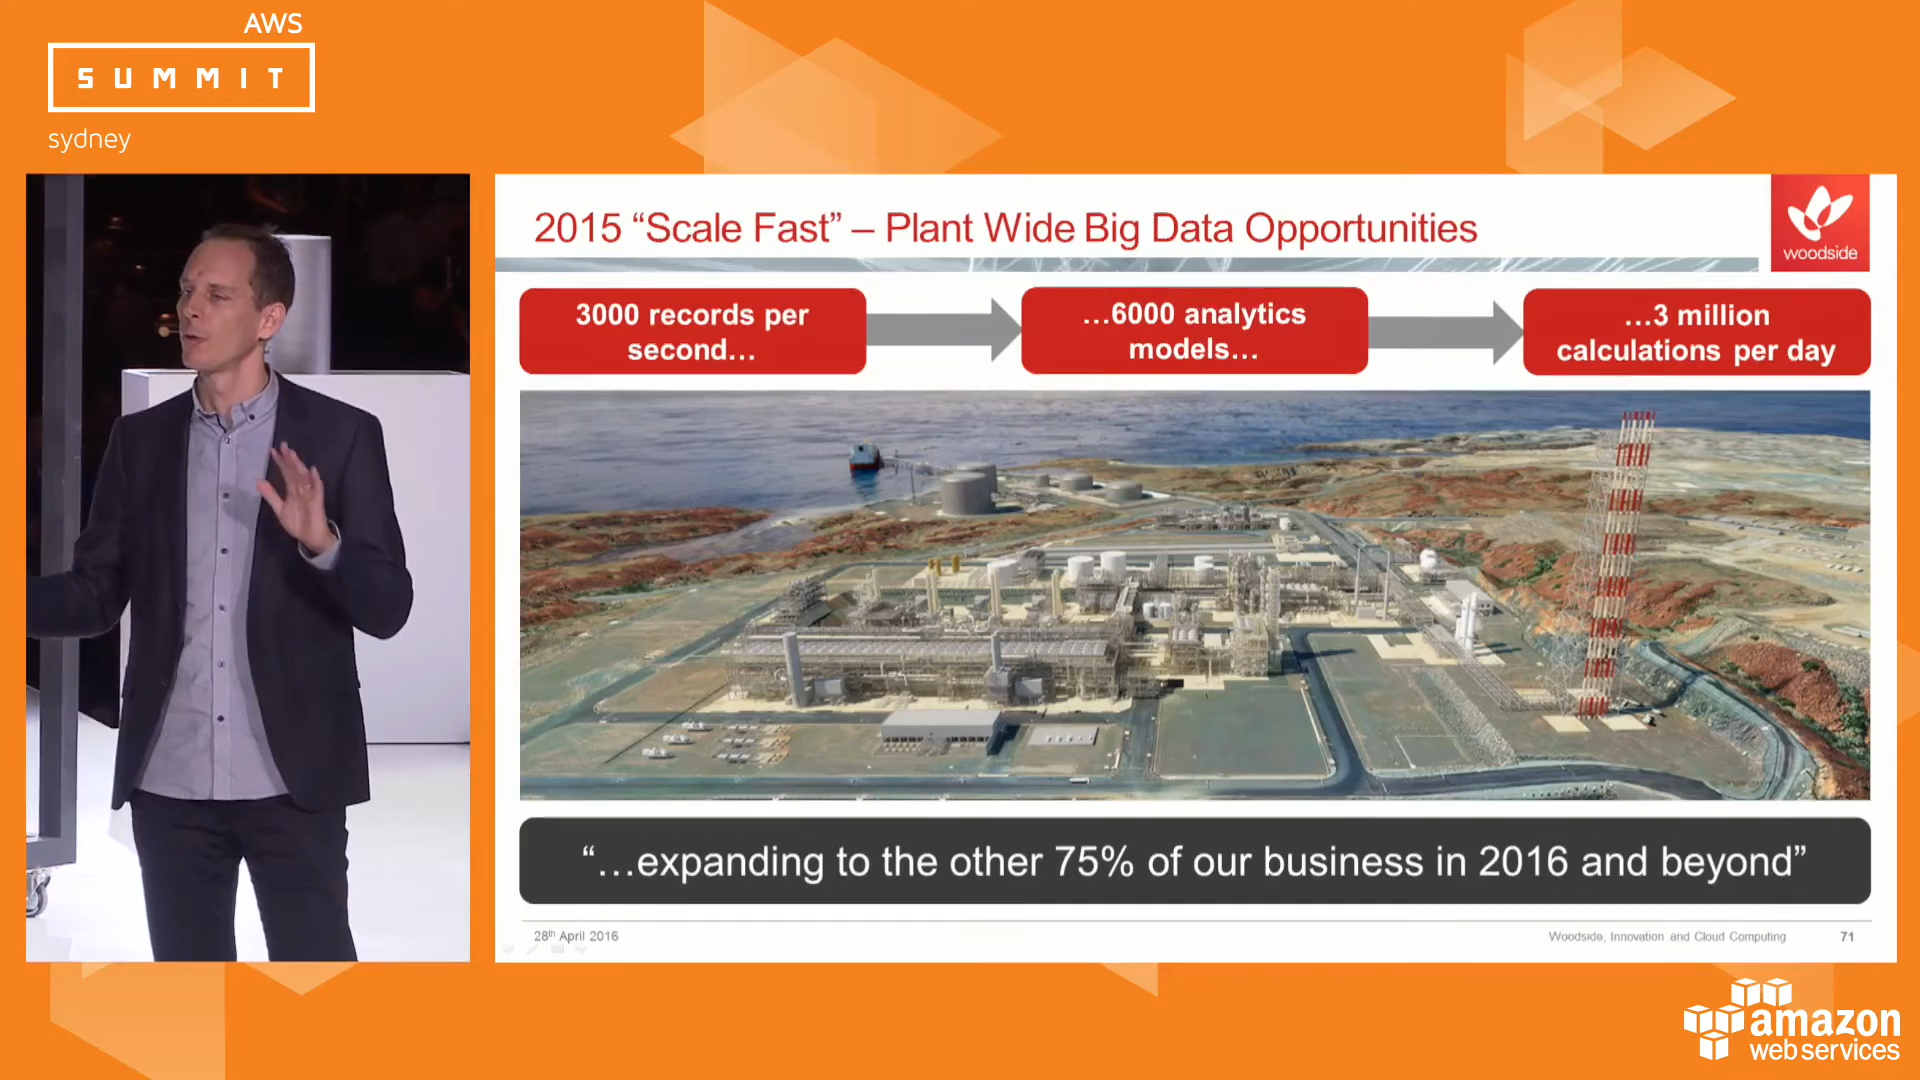 AWS
SUMMIT
sydney
2015 “Scale Fast” – Plant Wide Big Data Opportunities
woodside
3000 records per
second…
…6000 analytics
models…
…3 million
calculations per day
“…expanding to the other 75% of our business in 2016 and beyond”
28th April 2016
Woodside, Innovation and Cloud Computing
71
amazon
web services